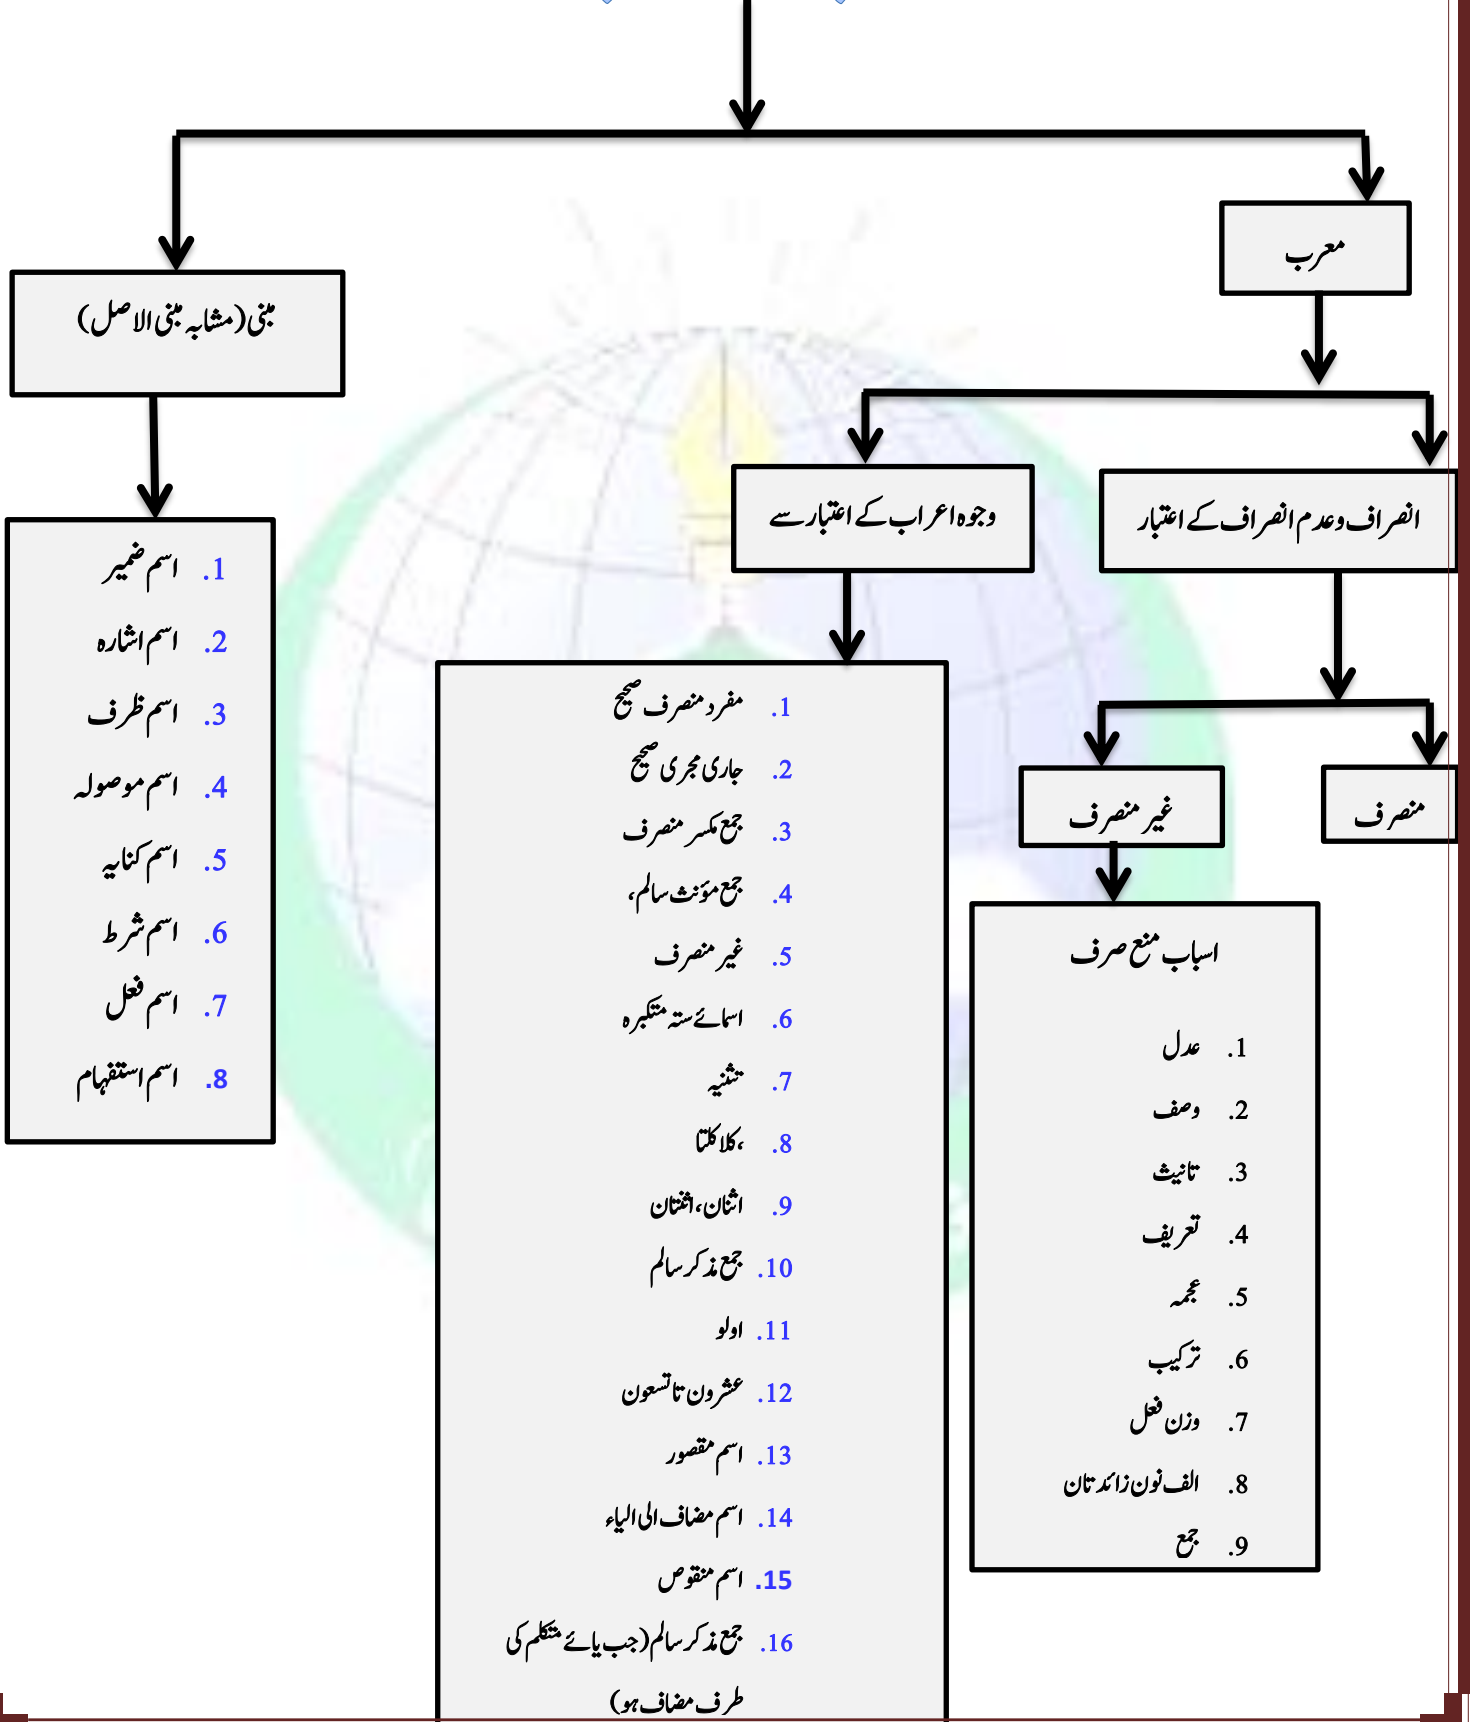 معرب
مبنی (مشابہ مبنی الاصل)
انصراف و عدم انصراف کے اعتبار
وجوہ اعراب کے اعتبار سے
منصرف
غیر منصرف
اسباب منع صرف
1. عدل
2. وصف
3. تانیث
4. تعریف
5. عجمہ
6. ترکیب
7. وزن فعل
8. الف نون زائدتان
9. جمع
1. مفرد منصرف صحیح
2. جاری مجری صحیح
3. جمع مکسر منصرف
4. جمع مؤنث سالم،
5. غیر منصرف
6. اسمائے ستہ متکبرہ
7. تثنیہ
8. ،کلا کلتا
9. اثنان، اثنتان
10. جمع مذکر سالم
11. اولو
12. عشرون تا تسعون
13. اسم مقصور
14. اسم مضاف الی الیاء
15. اسم منقوص
16. جمع مذکر سالم (جب یائے متکلم کی
طرف مضاف ہو)
1. اسم ضمیر
2. اسم اشارہ
3. اسم ظرف
4. اسم موصولہ
5. اسم کنایہ
6. اسم شرط
7. اسم فعل
8. اسم استفہام